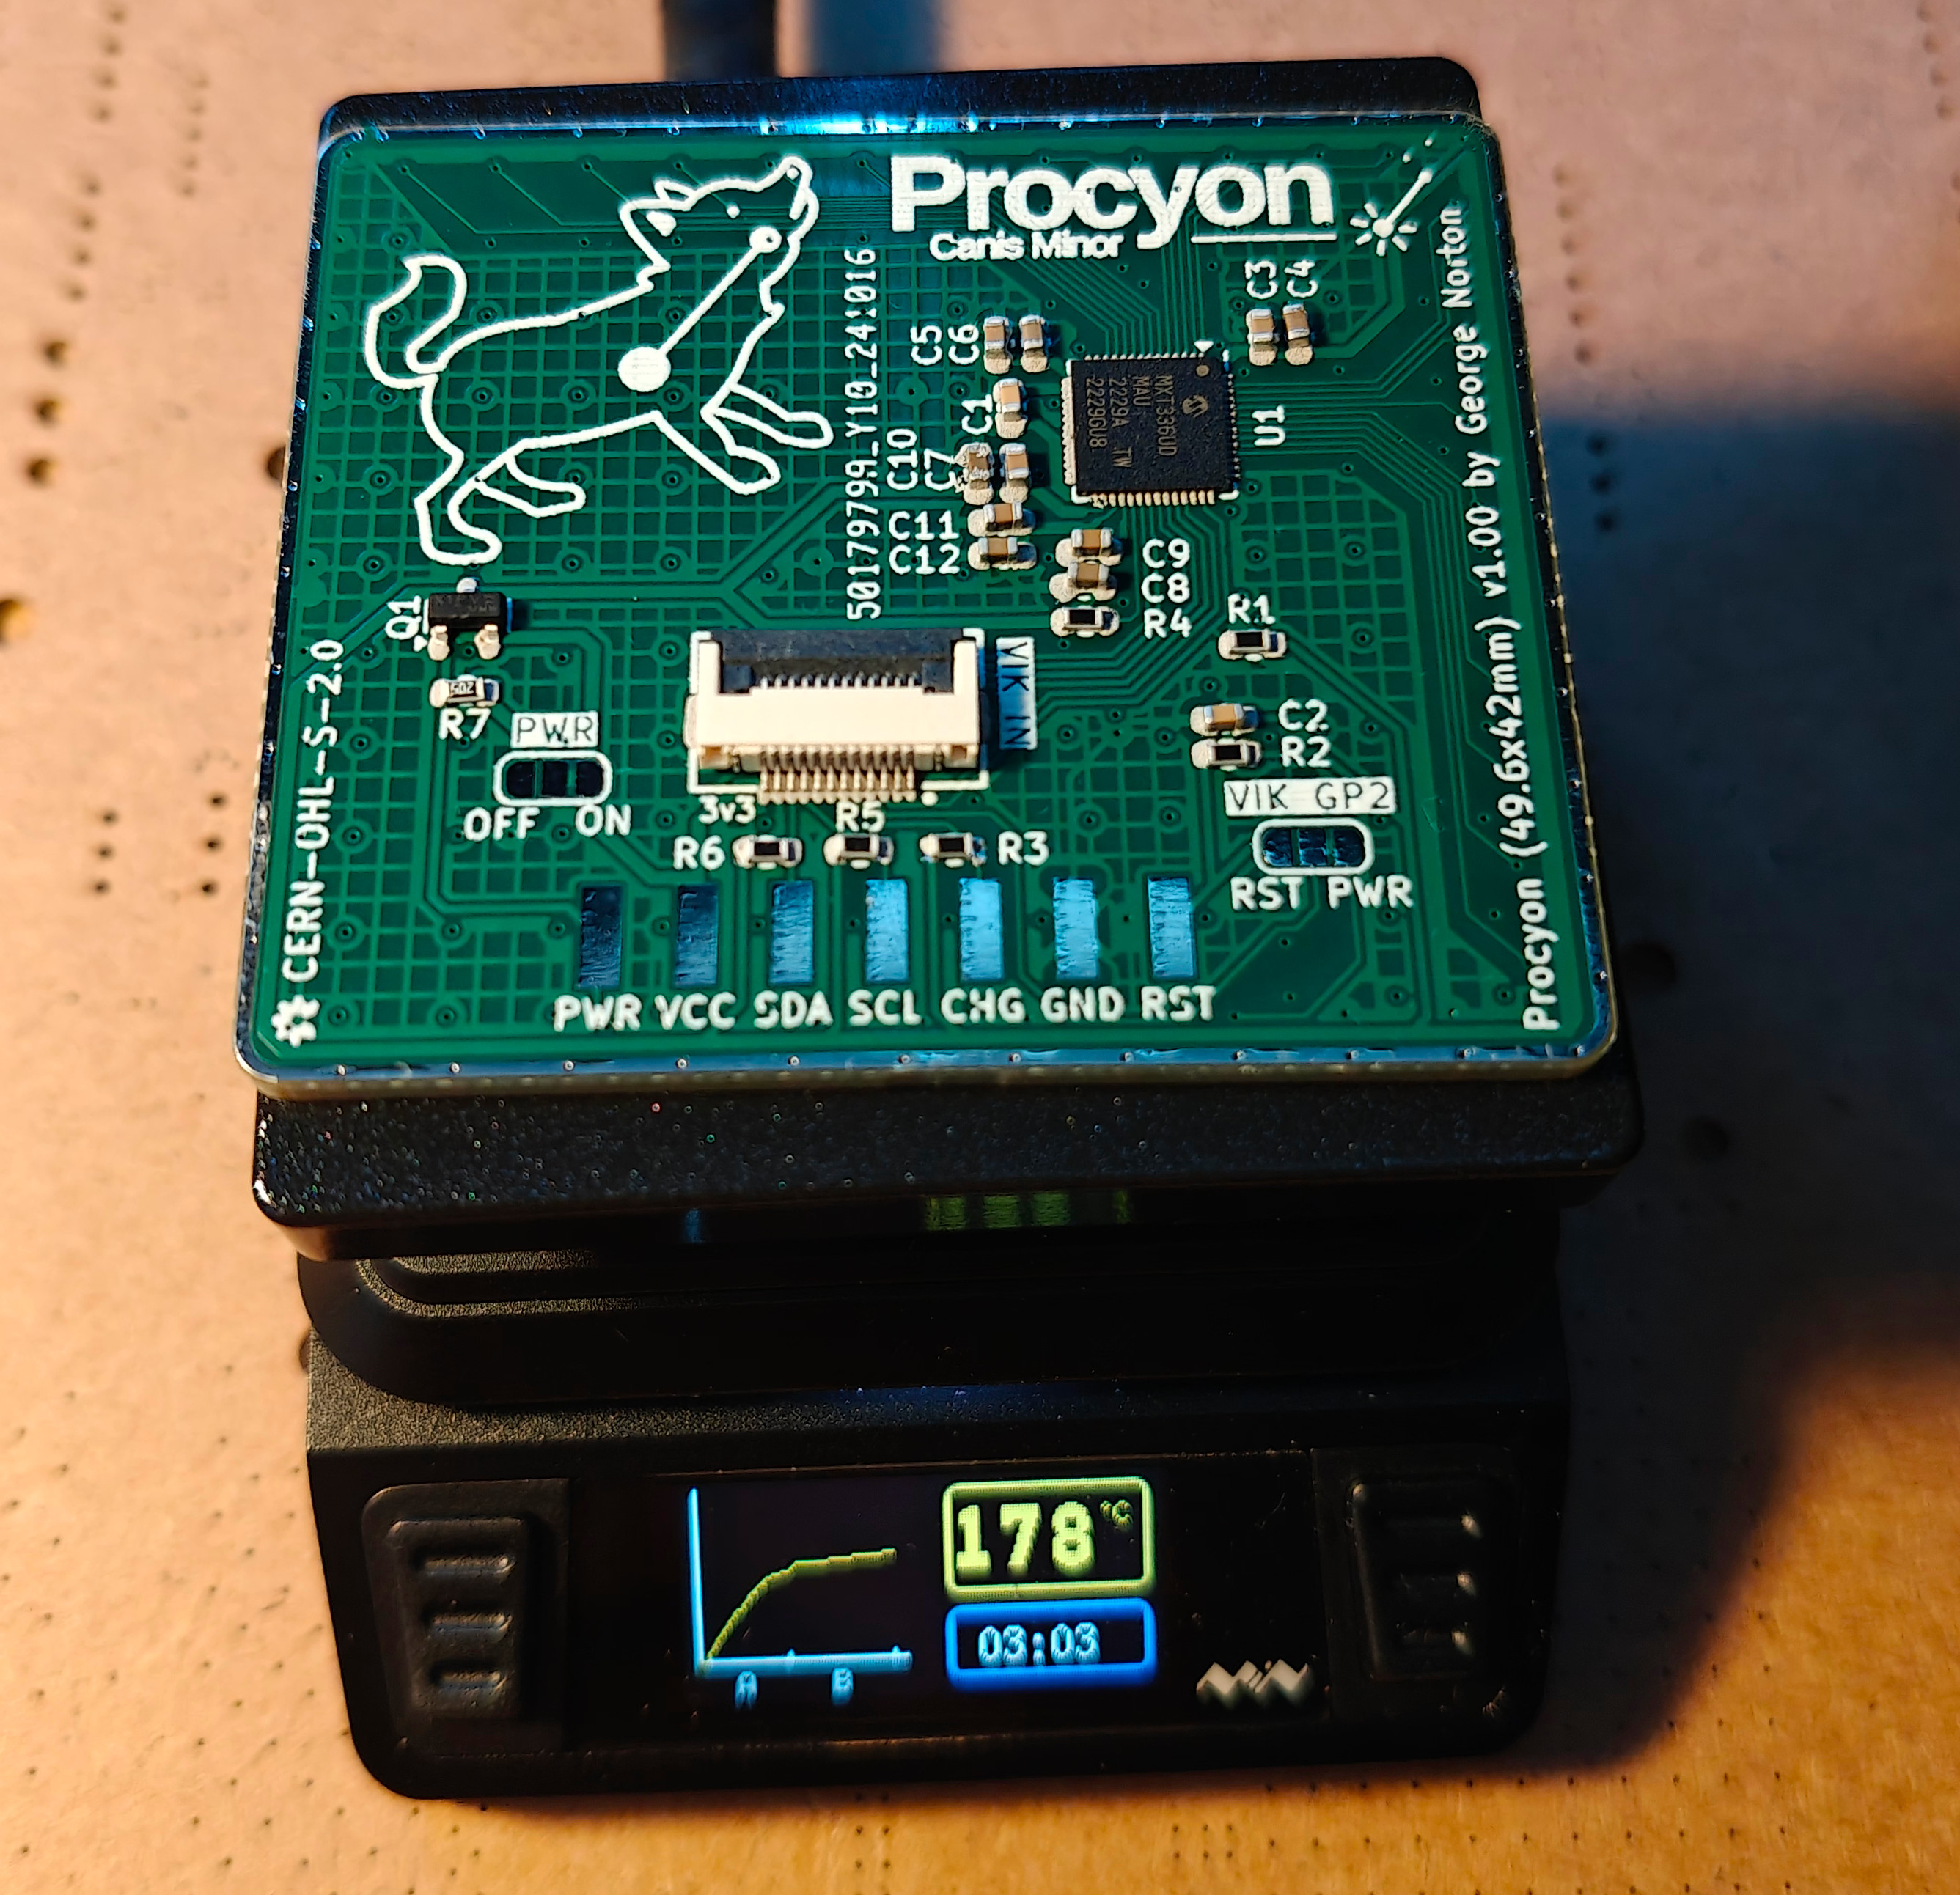 Procyon
Canis Minor
C3
C4
C5
C6
5017979799_Y10_241016
C1
MXT336UD
MAU1
2229A TW
2229GU8
U1
C10
C7
C11
C12
C9
C8
R4
R1
Q1
R7
PWR
OFF ON
VIK IN
C2
R2
3v3
R5
R6
R3
VIK GP2
RST PWR
PWR VCC SDA SCL CHG GND RST
CERN-OHL-S-2.0
Procyon (49.6x42mm) v1.00 by George Norton
178°C
03:03
A B